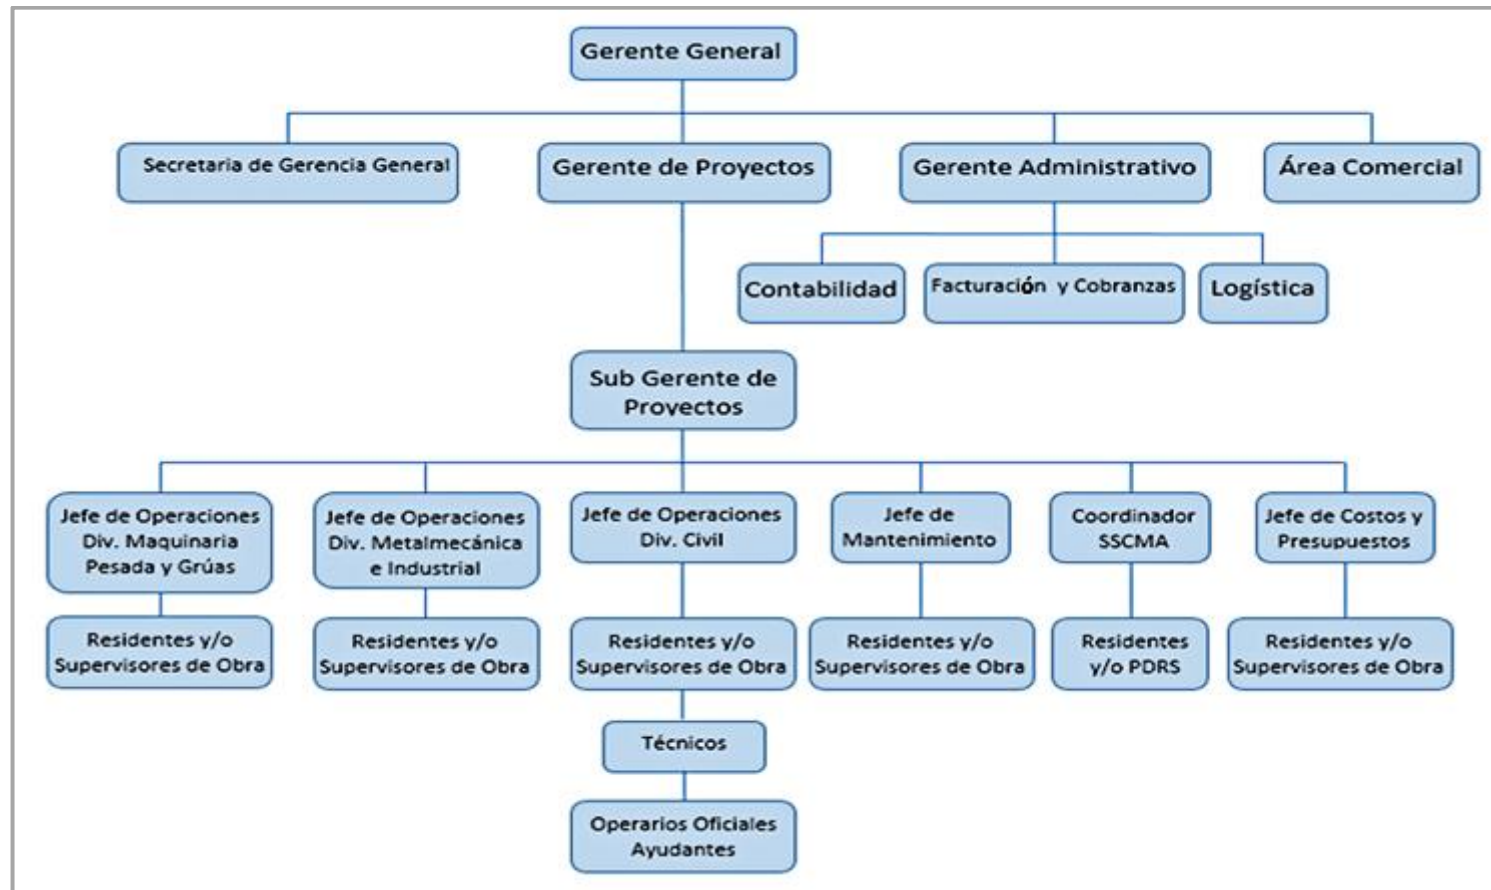 Gerente General
Secretaria de Gerencia General
Gerente de Proyectos
Gerente Administrativo
Área Comercial
Contabilidad
Facturación y Cobranzas
Logística
Sub Gerente de
Proyectos
Jefe de Operaciones
Div. Maquinaria
Pesada y Grúas
Jefe de Operaciones
Div. Metalmecánica
e Industrial
Jefe de Operaciones
Div. Civil
Jefe de
Mantenimiento
Coordinador
SSCMA
Jefe de Costos y
Presupuestos
Residentes y/o
Supervisores de Obra
Residentes y/o
Supervisores de Obra
Residentes y/o
Supervisores de Obra
Residentes y/o
Supervisores de Obra
Residentes
y/o PDRS
Residentes y/o
Supervisores de Obra
Técnicos
Operarios Oficiales
Ayudantes